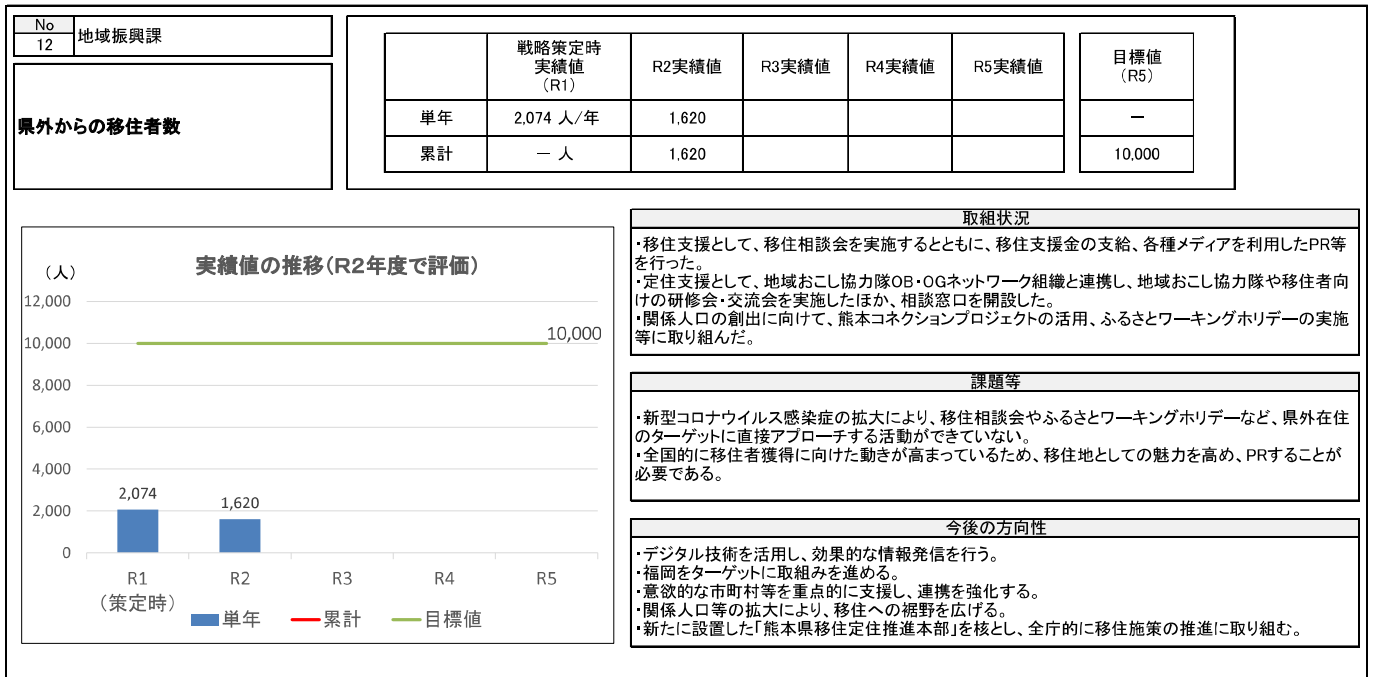 No
12
地域振興課
県外からの移住者数
戦略策定時
実績値
（R1）
R2実績値
R3実績値
R4実績値
R5実績値
目標値
（R5）
単年
2,074 人/年
1,620
－
累計
－ 人
1,620
10,000
実績値の推移(R2年度で評価)
（人）
12,000
10,000
8,000
6,000
4,000
2,000
0
10,000
2,074
1,620
R1
（策定時）
R2
R3
R4
R5
単年
累計
目標値
取組状況
・移住支援として、移住相談会を実施するとともに、移住支援金の支給、各種メディアを利用したPR等
を行った。
・定住支援として、地域おこし協力隊OB・OGネットワーク組織と連携し、地域おこし協力隊や移住者向
けの研修会・交流会を実施したほか、相談窓口を開設した。
・関係人口の創出に向けて、熊本コネクションプロジェクトの活用、ふるさとワーキングホリデーの実施
等に取り組んだ。
課題等
・新型コロナウイルス感染症の拡大により、移住相談会やふるさとワーキングホリデーなど、県外在住
のターゲットに直接アプローチする活動ができていない。
・全国的に移住者獲得に向けた動きが高まっているため、移住地としての魅力を高め、PRすることが
必要である。
今後の方向性
・デジタル技術を活用し、効果的な情報発信を行う。
・福岡をターゲットに取組みを進める。
・意欲的な市町村等を重点的に支援し、連携を強化する。
・関係人口等の拡大により、移住への裾野を広げる。
・新たに設置した「熊本県移住定住推進本部」を核とし、全庁的に移住施策の推進に取り組む。